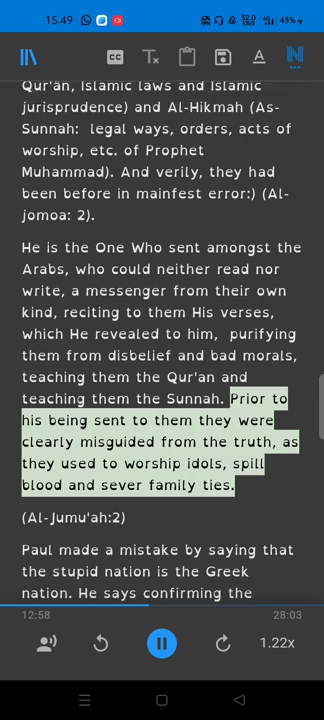 15.49
32.0
KB/S
4G
43%
CC
Qur'än, Islamic laws and Islamic
jurisprudence) and Al-Hikmah (As-
Sunnah:  legal ways, orders, acts of
worship, etc. of Prophet
Muhammad). And verily, they had
been before in mainfest error:) (Al-
jomoa: 2).
He is the One Who sent amongst the
Arabs, who could neither read nor
write, a messenger from their own
kind, reciting to them His verses,
which He revealed to him,  purifying
them from disbelief and bad morals,
teaching them the Qur'an and
teaching them the Sunnah. Prior to
his being sent to them they were
clearly misguided from the truth, as
they used to worship idols, spill
blood and sever family ties.
(Al-Jumu'ah:2)
Paul made a mistake by saying that
the stupid nation is the Greek
nation. He says confirming the
12:58
28:03
1.22x